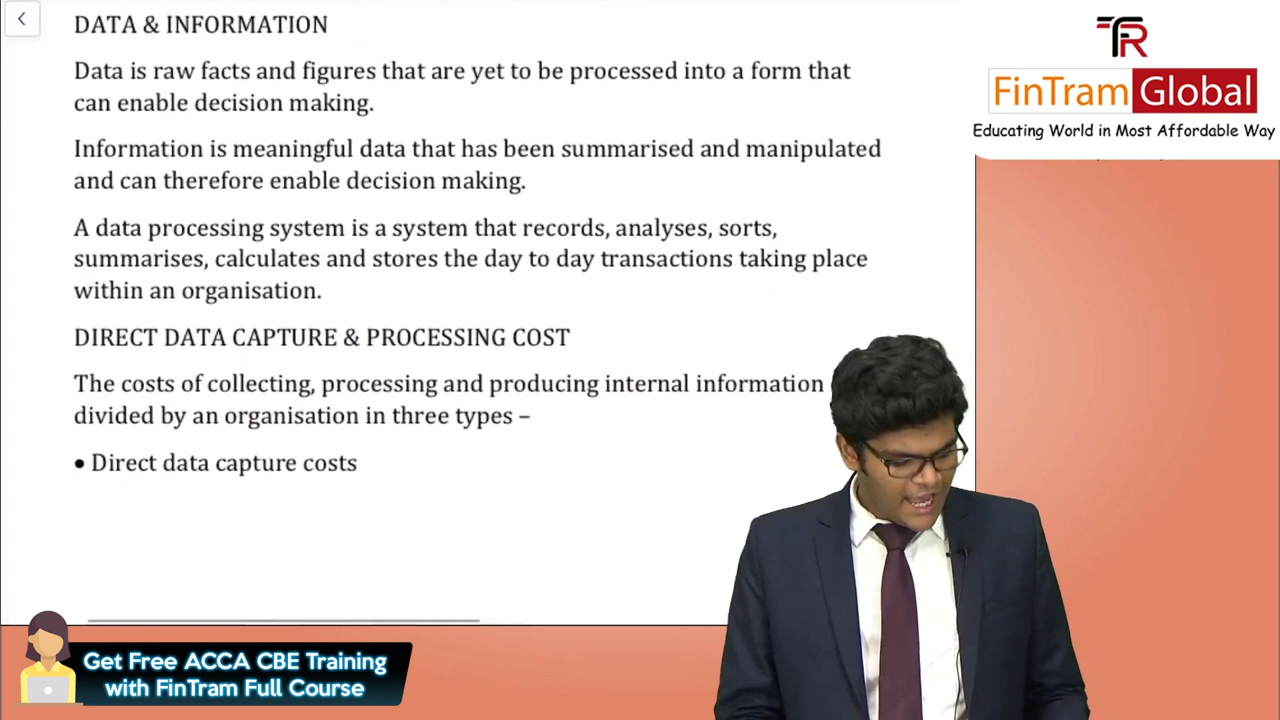 DATA & INFORMATION
Data is raw facts and figures that are yet to be processed into a form that
can enable decision making.
Information is meaningful data that has been summarised and manipulated
and can therefore enable decision making.
A data processing system is a system that records, analyses, sorts,
summarises, calculates and stores the day to day transactions taking place
within an organisation.
DIRECT DATA CAPTURE & PROCESSING COST
The costs of collecting, processing and producing internal information
divided by an organisation in three types –
• Direct data capture costs
TR
FinTram Global
Educating World in Most Affordable Way
Get Free ACCA CBE Training
with FinTram Full Course